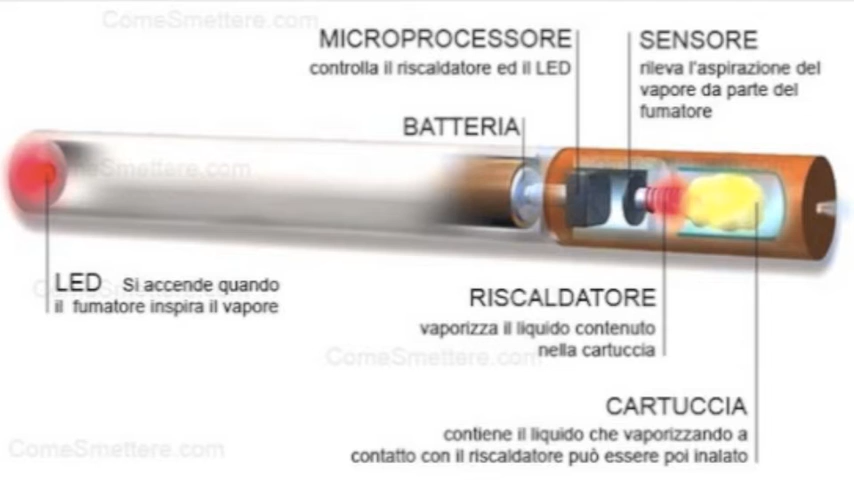 ComeSmettere.com
MICROPROCESSORE
controlla il riscaldatore ed il LED
SENSORE
rileva l'aspirazione del
vapore da parte del
fumatore
BATTERIA
ComeSmettere.com
LED Si accende quando
il fumatore inspira il vapore
RISCALDATORE
vaporizza il liquido contenuto
nella cartuccia
ComeSmettere.com
CARTUCCIA
contiene il liquido che vaporizzando a
contatto con il riscaldatore può essere poi inalato
ComeSmettere.com